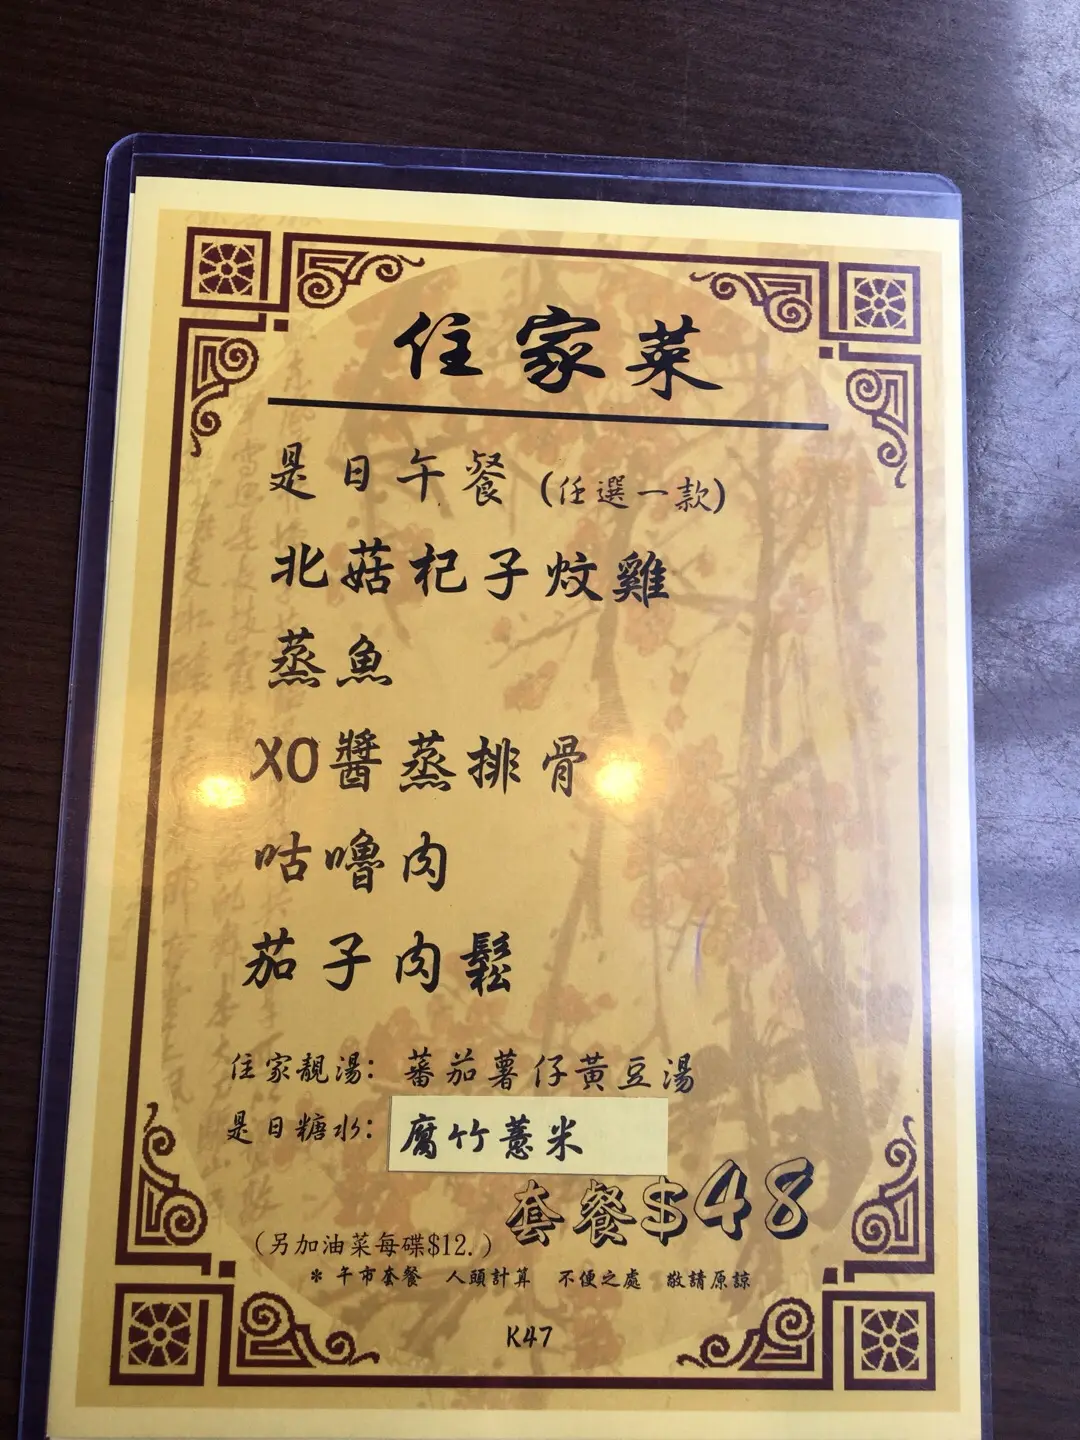 住家菜
是日午餐 (任選一款)
北菇杞子炆雞
蒸魚
XO醬蒸排骨
咕嚕肉
茄子肉鬆
住家靚湯: 蕃茄薯仔黃豆湯
是日糖水: 腐竹薏米
套餐$48
(另加油菜每碟$12.)
* 午市套餐 人頭計算 不便之處 敬請原諒
K47